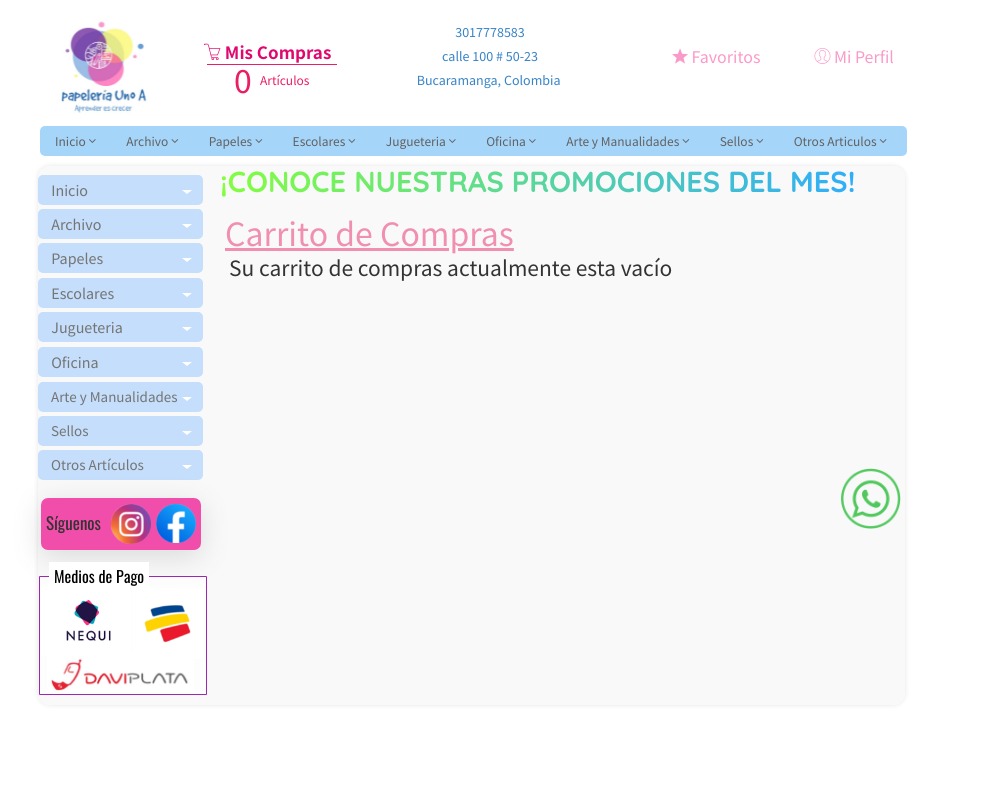 papelería Uno A
Aprender es crecer
Mis Compras
0 Artículos
3017778583
calle 100 # 50-23
Bucaramanga, Colombia
Favoritos
Mi Perfil
Inicio Archivo Papeles Escolares Jugueteria Oficina Arte y Manualidades Sellos Otros Articulos
¡CONOCE NUESTRAS PROMOCIONES DEL MES!
Carrito de Compras
Su carrito de compras actualmente esta vacío
Inicio
Archivo
Papeles
Escolares
Jugueteria
Oficina
Arte y Manualidades
Sellos
Otros Artículos
Síguenos
Medios de Pago
NEQUI
DAVIPLATA